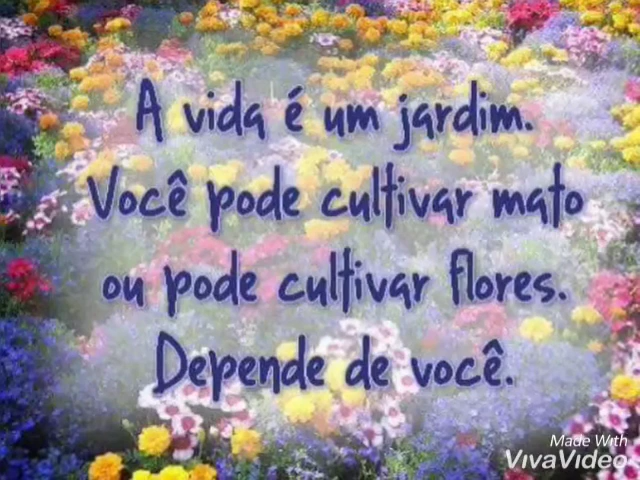 A vida é um jardim.
Você pode cultivar mato
ou pode cultivar flores.
Depende de você.
Made With
VivaVideo